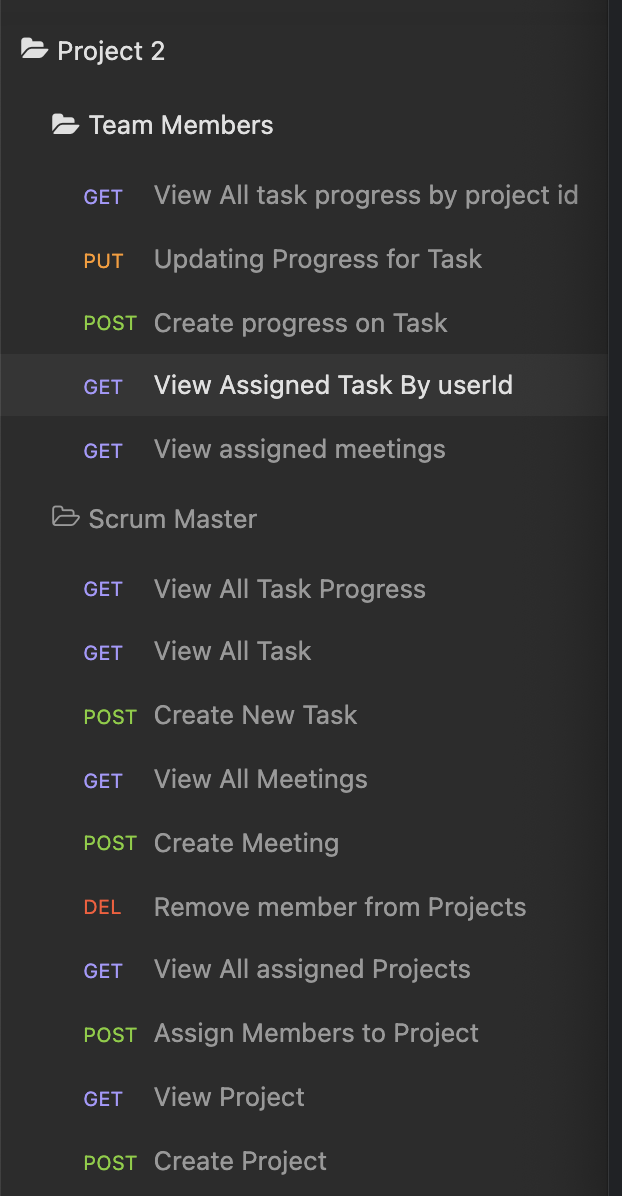 Project 2
Team Members
GET View All task progress by project id
PUT Updating Progress for Task
POST Create progress on Task
GET View Assigned Task By userId
GET View assigned meetings
Scrum Master
GET View All Task Progress
GET View All Task
POST Create New Task
GET View All Meetings
POST Create Meeting
DEL Remove member from Projects
GET View All assigned Projects
POST Assign Members to Project
GET View Project
POST Create Project